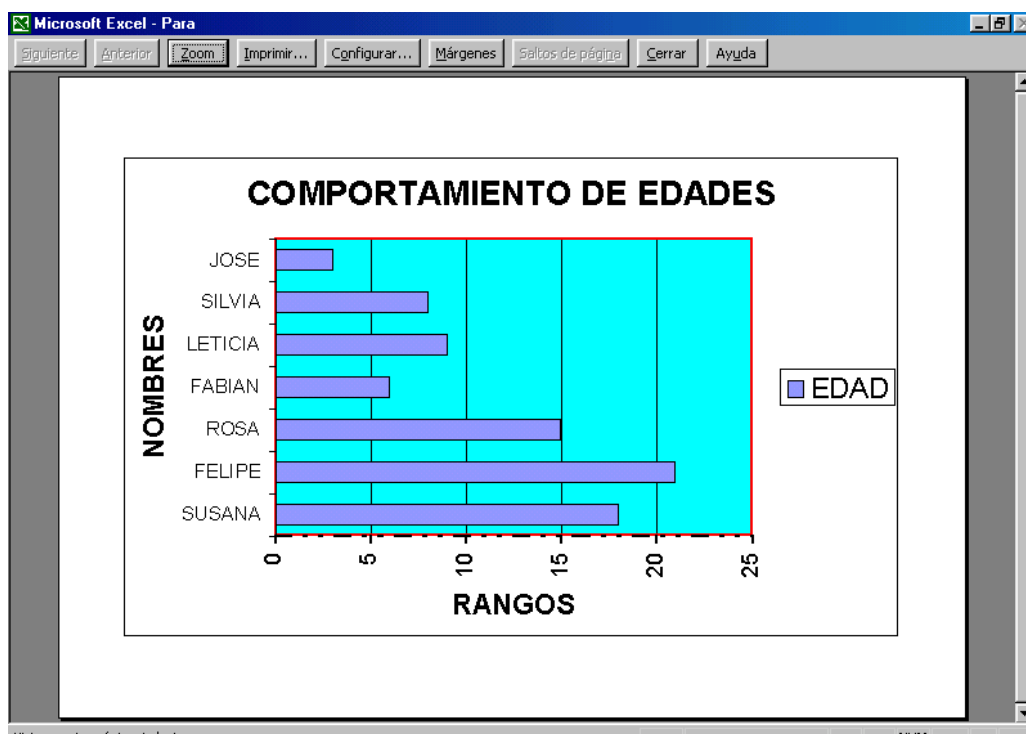 Microsoft Excel - Para
Siguiente Anterior Zoom Imprimir... Configurar... Márgenes Saltos de página Cerrar Ayuda
COMPORTAMIENTO DE EDADES
NOMBRES
JOSE
SILVIA
LETICIA
FABIAN
ROSA
FELIPE
SUSANA
EDAD
0 5 10 15 20 25
RANGOS